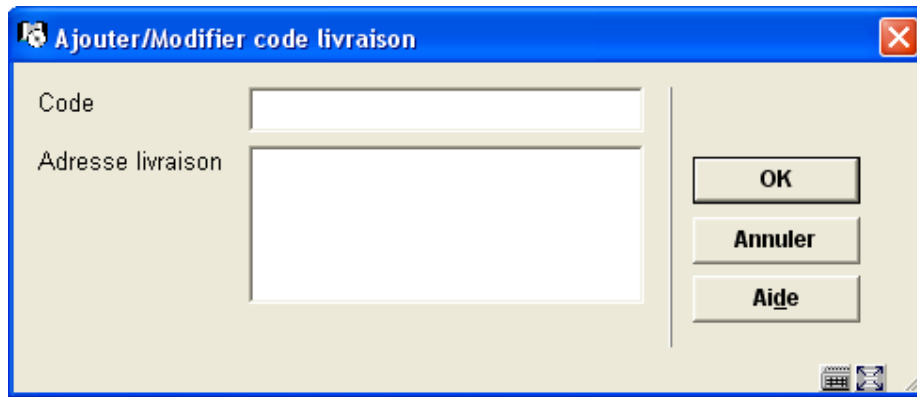 Ajouter/Modifier code livraison
Code
Adresse livraison
OK
Annuler
Aide